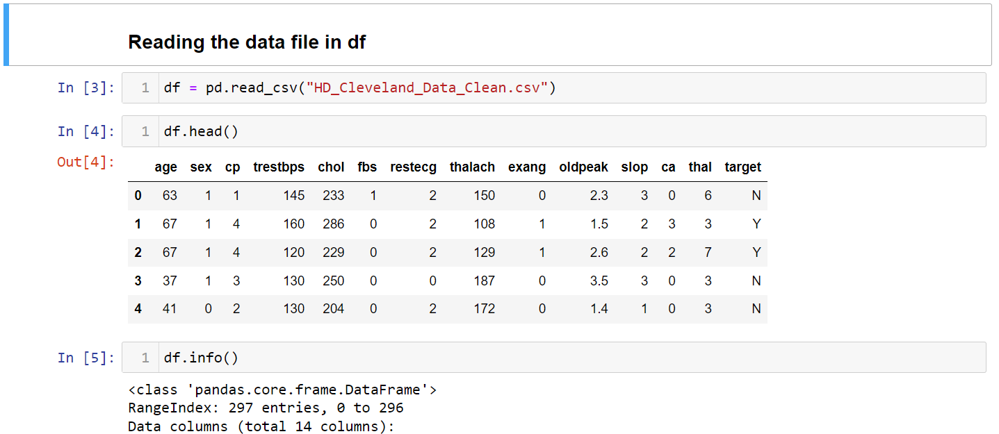 Reading the data file in df
In [3]: 1 df = pd.read_csv("HD_Cleveland_Data_Clean.csv")
In [4]: 1 df.head()
Out[4]:
age sex cp trestbps chol fbs restecg thalach exang oldpeak slop ca thal target
0 63 1 1 145 233 1 2 150 0 2.3 3 0 6 N
1 67 1 4 160 286 0 2 108 1 1.5 2 3 3 Y
2 67 1 4 120 229 0 2 129 1 2.6 2 2 7 Y
3 37 1 3 130 250 0 0 187 0 3.5 3 0 3 N
4 41 0 2 130 204 0 2 172 0 1.4 1 0 3 N
In [5]: 1 df.info()
<class 'pandas.core.frame.DataFrame'>
RangeIndex: 297 entries, 0 to 296
Data columns (total 14 columns):